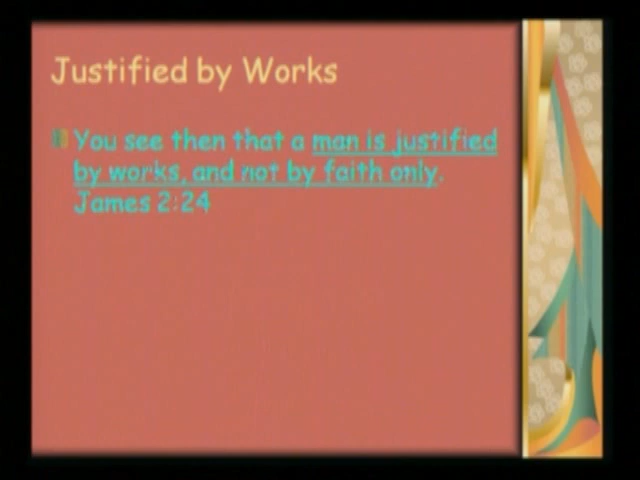 Justified by Works
You see then that a man is justified
by works, and not by faith only.
James 2:24